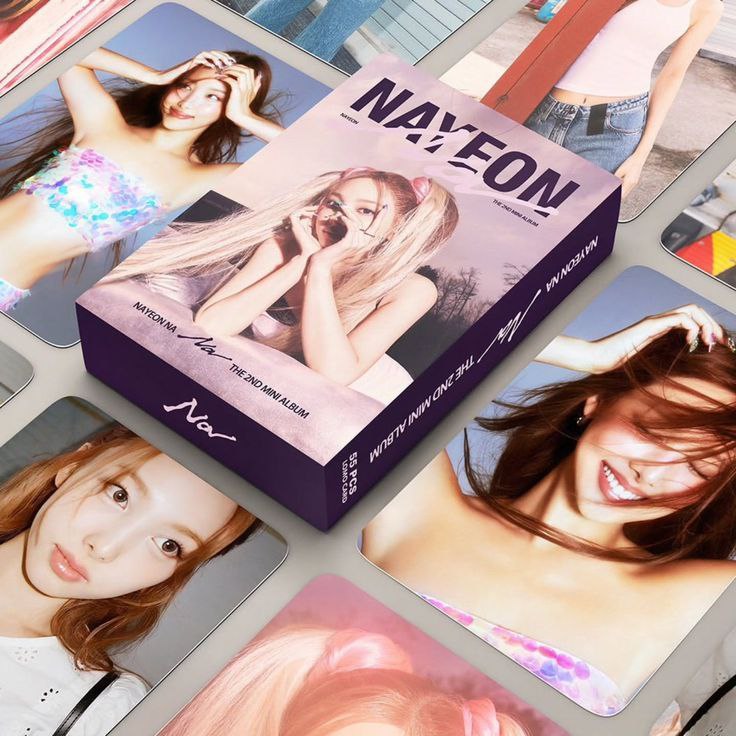 NAYEON
NAYEON
THE 2ND MINI ALBUM
NAYEON NA
Na
THE 2ND MINI ALBUM
Na
55 PCS
LOMO CARD
THE 2ND MINI ALBUM
Na
NAYEON NA